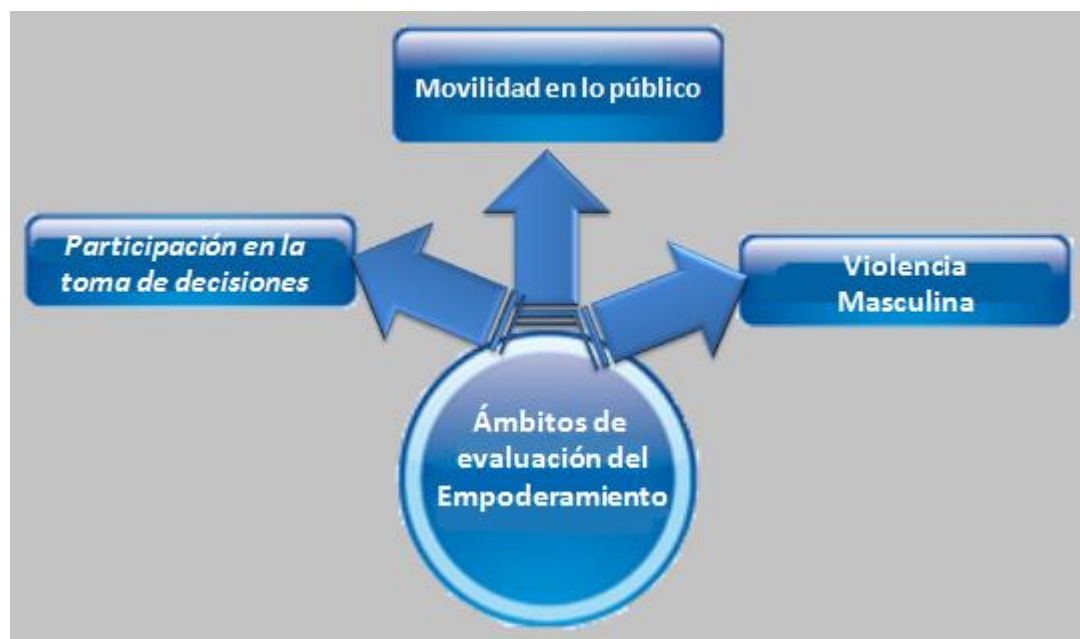 Movilidad en lo público
Participación en la
toma de decisiones
Violencia
Masculina
Ámbitos de
evaluación del
Empoderamiento